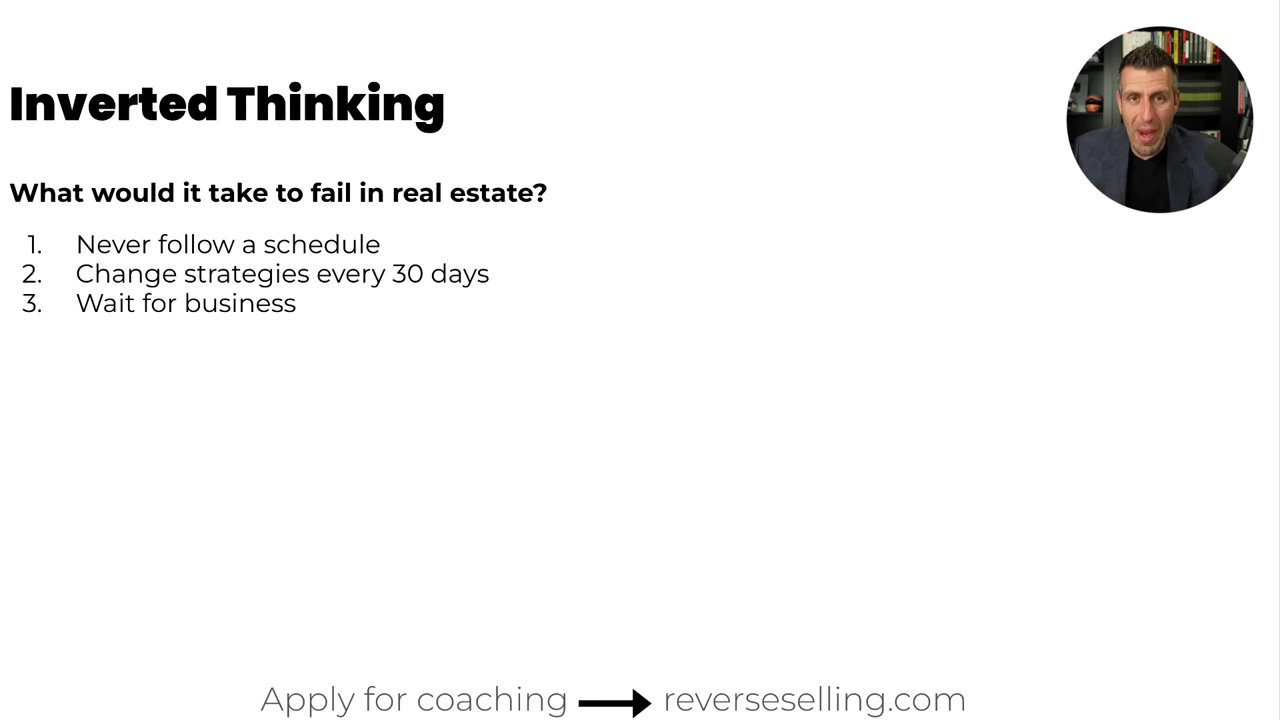 Inverted Thinking
What would it take to fail in real estate?
1. Never follow a schedule
2. Change strategies every 30 days
3. Wait for business
Apply for coaching → reverseselling.com